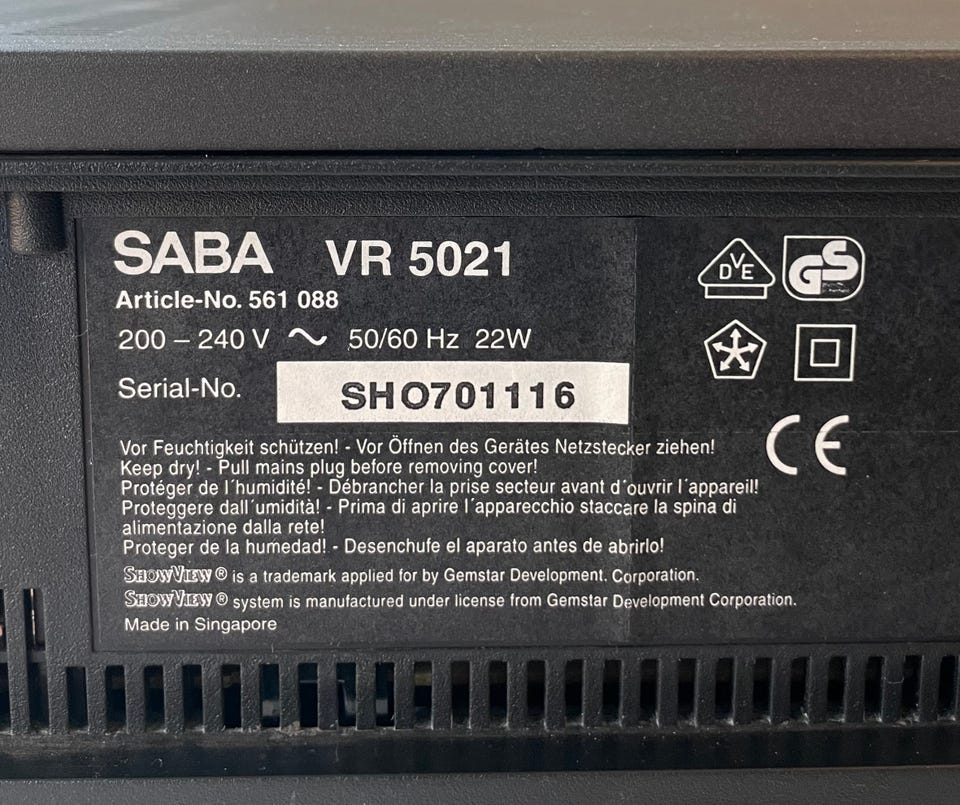 SABA VR 5021
Article-No. 561 088
200 – 240 V ~ 50/60 Hz 22W
Serial-No. SHO701116
Vor Feuchtigkeit schützen! - Vor Öffnen des Gerätes Netzstecker ziehen!
Keep dry! - Pull mains plug before removing cover!
Protéger de l´humidité! - Débrancher la prise secteur avant d´ouvrir l´appareil!
Proteggere dall´umidità! - Prima di aprire l´apparecchio staccare la spina di
alimentazione dalla rete!
Proteger de la humedad! - Desenchufe el aparato antes de abrirlo!
SHOWVIEW ® is a trademark applied for by Gemstar Development. Corporation.
SHOWVIEW ® system is manufactured under license from Gemstar Development Corporation.
Made in Singapore
DVE
GS
CE